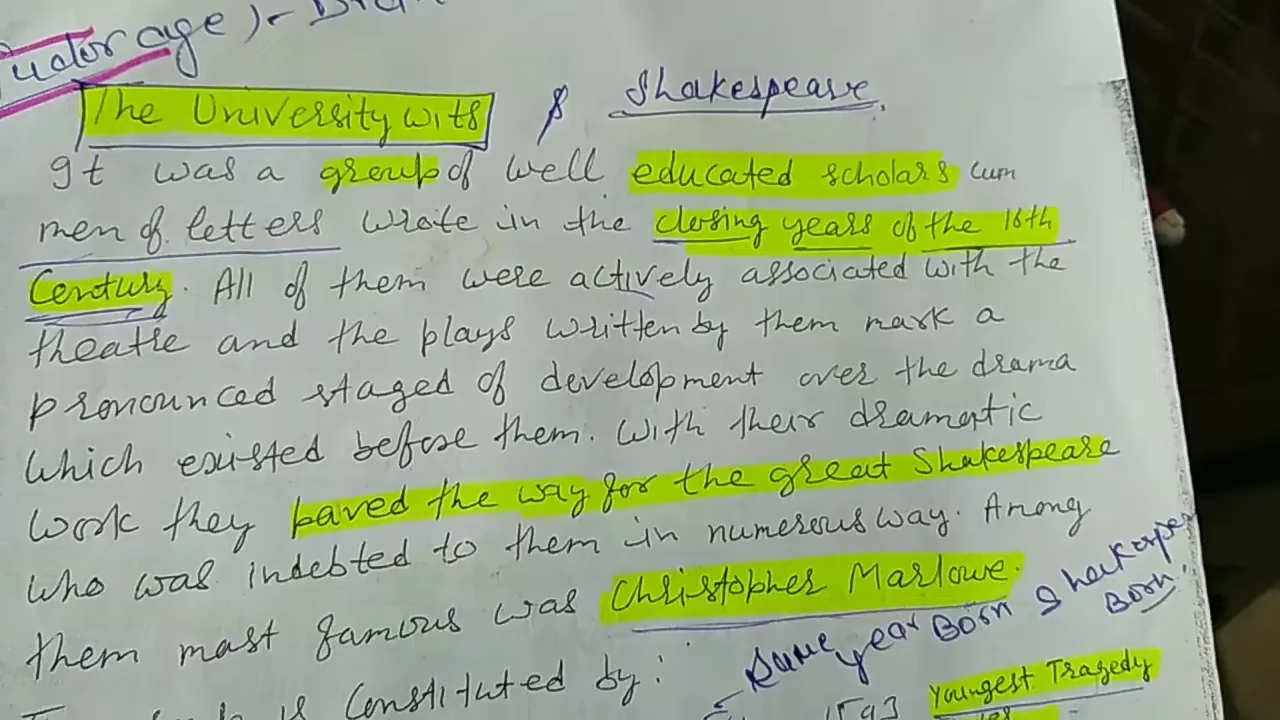 (Tudor age) :-
The University wits & Shakespeare.
It was a group of well educated scholars cum
men of letters wrote in the closing years of the 16th
Century. All of them were actively associated with the
theatre and the plays written by them mark a
pronounced staged of development over the drama
which existed before them. With their dramatic
work they paved the way for the great Shakespeare
who was indebted to them in numerous way. Among
them mast famous was Christopher Marlowe.
Same year Born Shakespe
Born.
is constituted by:
1593 Youngest Tragedy